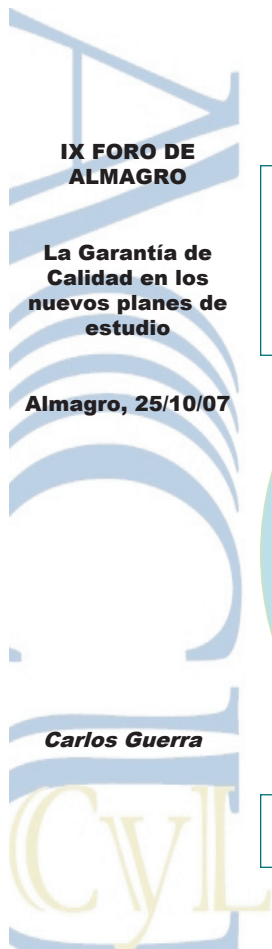 IX FORO DE
ALMAGRO
La Garantía de
Calidad en los
nuevos planes de
estudio
Almagro, 25/10/07
Carlos Guerra
CyL